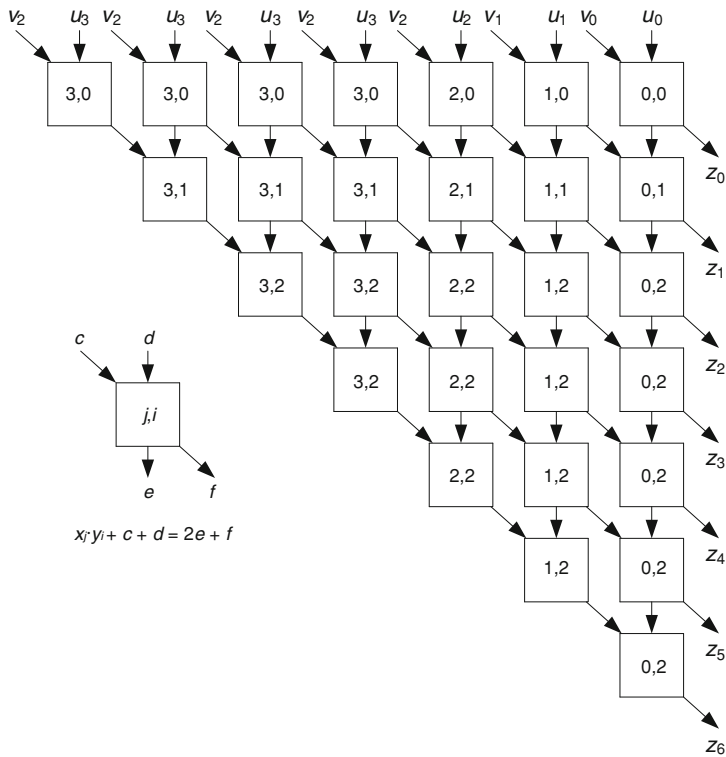 v2 u3 v2 u3 v2 u3 v2 u3 v2 u2 v1 u1 v0 u0
3,0 3,0 3,0 3,0 2,0 1,0 0,0
z0
3,1 3,1 3,1 2,1 1,1 0,1
z1
3,2 3,2 2,2 1,2 0,2
z2
c d
3,2 2,2 1,2 0,2
j,i
z3
2,2 1,2 0,2
e f
z4
xj·yi + c + d = 2e + f
1,2 0,2
z5
0,2
z6